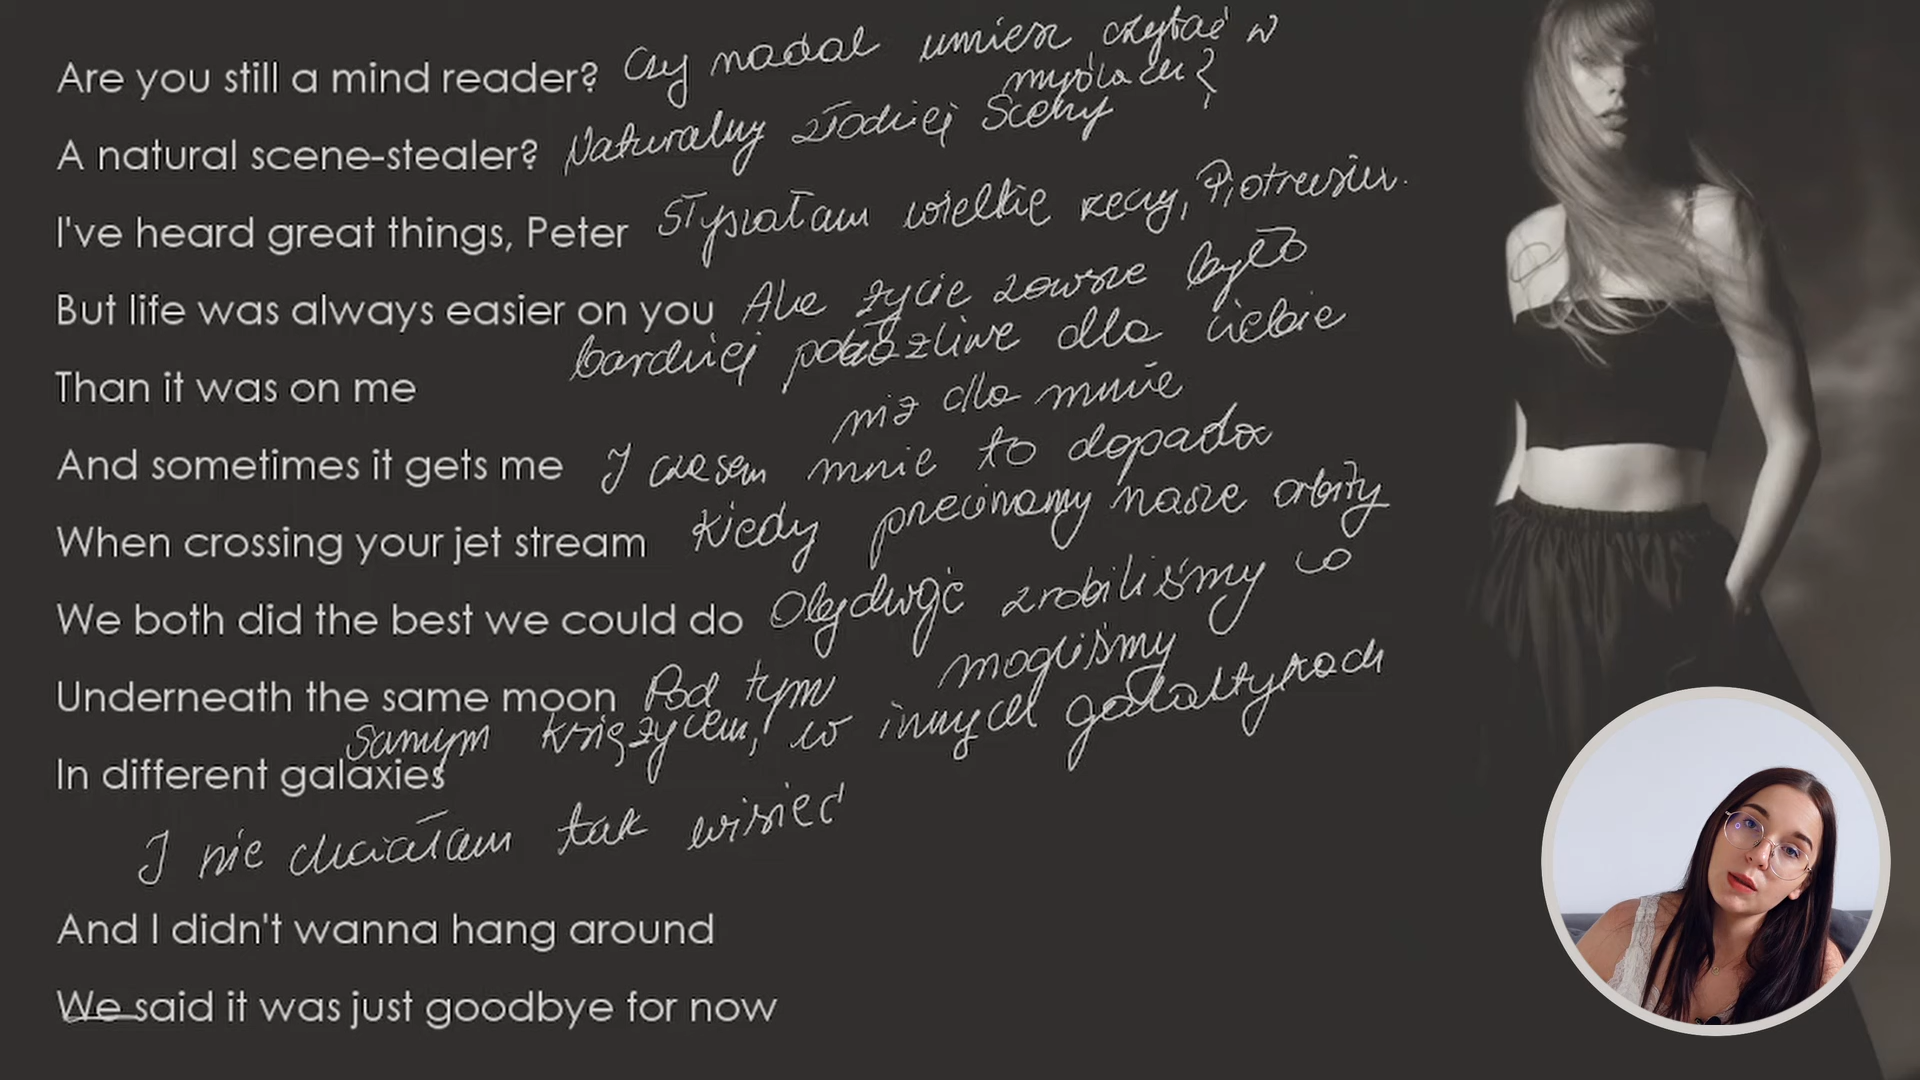 Are you still a mind reader? Czy nadal umiesz czytać w
myślach?
A natural scene-stealer? Naturalny złodziej sceny
I've heard great things, Peter Słyszałam wielkie rzeczy, Piotrusiu.
But life was always easier on you Ale życie zawsze było
bardziej pobłażliwe dla ciebie
Than it was on me niż dla mnie
And sometimes it gets me I czasem mnie to dopada
When crossing your jet stream Kiedy przecinamy nasze orbity
We both did the best we could do Obydwoje zrobiliśmy co
mogliśmy
Underneath the same moon Pod tym
samym księżycem, w innych galaktykach
In different galaxies
I nie chciałam tak wisieć
And I didn't wanna hang around
We said it was just goodbye for now